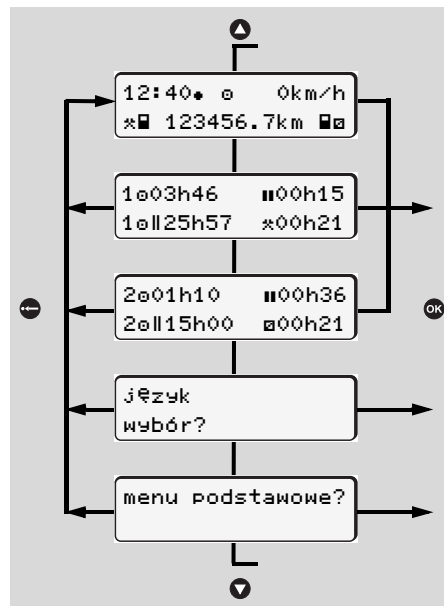 12:40● ⊙ 0km/h
⚒ 123456.7km
1⊙03h46 00h15
1⊙||25h57 ⚒00h21
OK
2⊙01h10 00h36
2⊙||15h00 00h21
język
wybór?
menu podstawowe?